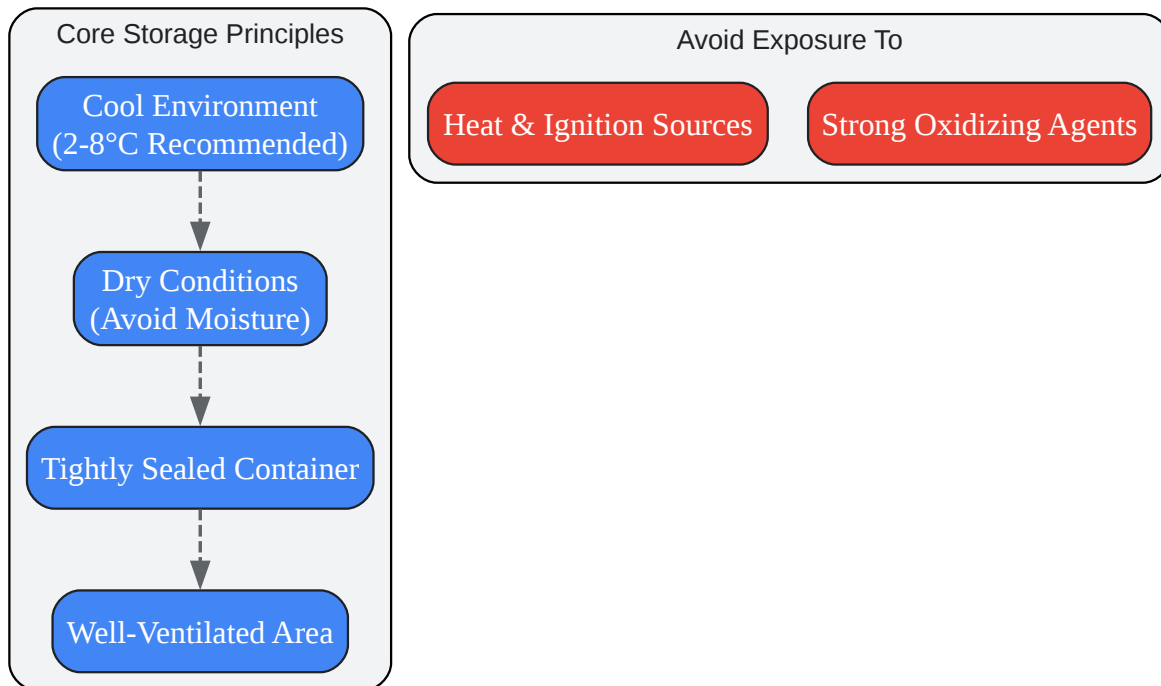 Core Storage Principles
Cool Environment
(2-8°C Recommended)
Dry Conditions
(Avoid Moisture)
Tightly Sealed Container
Well-Ventilated Area
Avoid Exposure To
Heat & Ignition Sources
Strong Oxidizing Agents